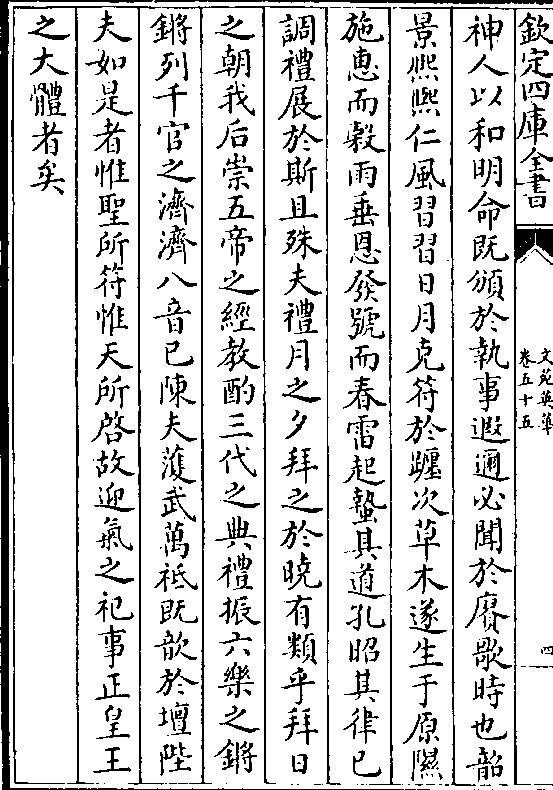 欽定四庫全書
文苑英華
卷五十五
四
神人以和明命既頒於執事遐邇必聞於賡歌時也韶
景熙熙仁風習習日月克符於躔次草木遂生于原隰
施惠而穀雨垂恩發號而春雷起蟄其道孔昭其律已
調禮展於斯且殊夫禮月之夕拜之於曉有類乎拜日
之朝我后崇五帝之經教酌三代之典禮振六樂之鏘
鏘列千官之濟濟八音已陳夫濩武萬祗既歆於壇陛
夫如是者惟聖所符惟天所啓故迎氣之祀事正皇王
之大體者矣